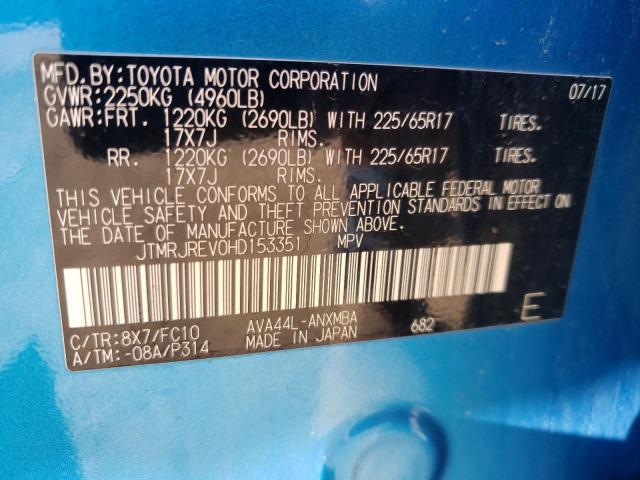 MFD.BY:TOYOTA MOTOR CORPORATION 07/17
GVWR:2250KG (4960LB)
GAWR:FRT. 1220KG (2690LB) WITH 225/65R17 TIRES.
17X7J RIMS.
RR. 1220KG (2690LB) WITH 225/65R17 TIRES.
17X7J RIMS.
THIS VEHICLE CONFORMS TO ALL APPLICABLE FEDERAL MOTOR
VEHICLE SAFETY AND THEFT PREVENTION STANDARDS IN EFFECT ON
THE DATE OF MANUFACTURE SHOWN ABOVE.
JTMRJREV0HD153351 MPV
E
C/TR:8X7/FC10 AVA44L-ANXMBA 682
A/TM:-08A/P314 MADE IN JAPAN